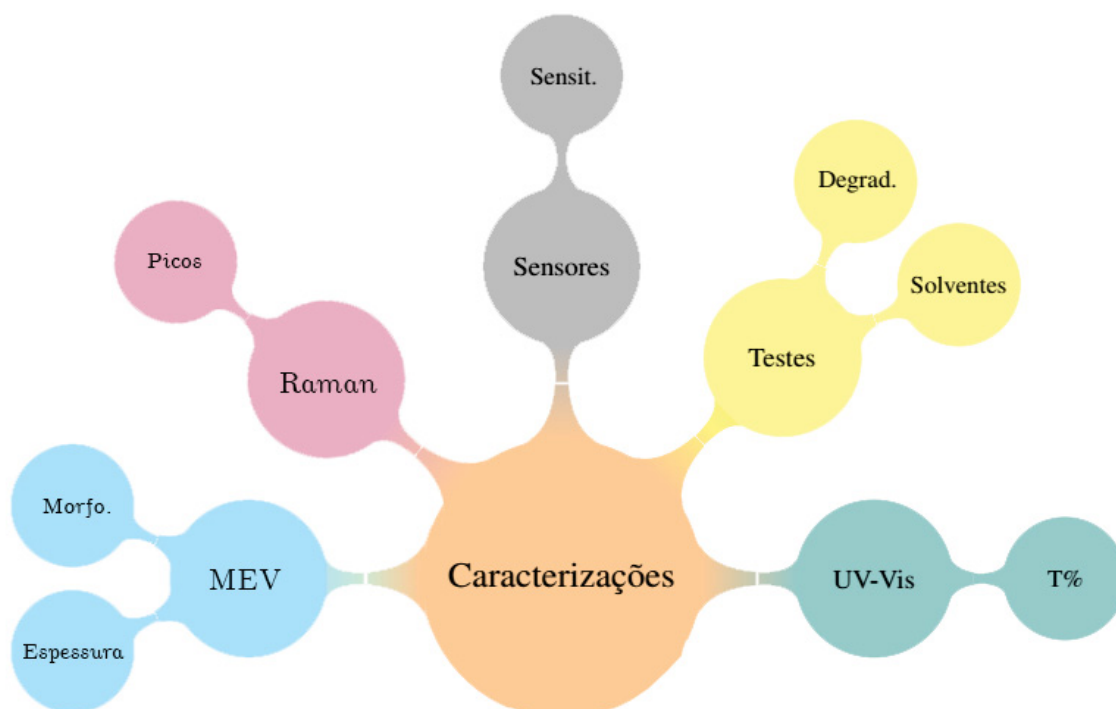 Sensit.
Degrad.
Picos
Sensores
Solventes
Testes
Raman
Morfo.
MEV
Caracterizações
UV-Vis
T%
Espessura